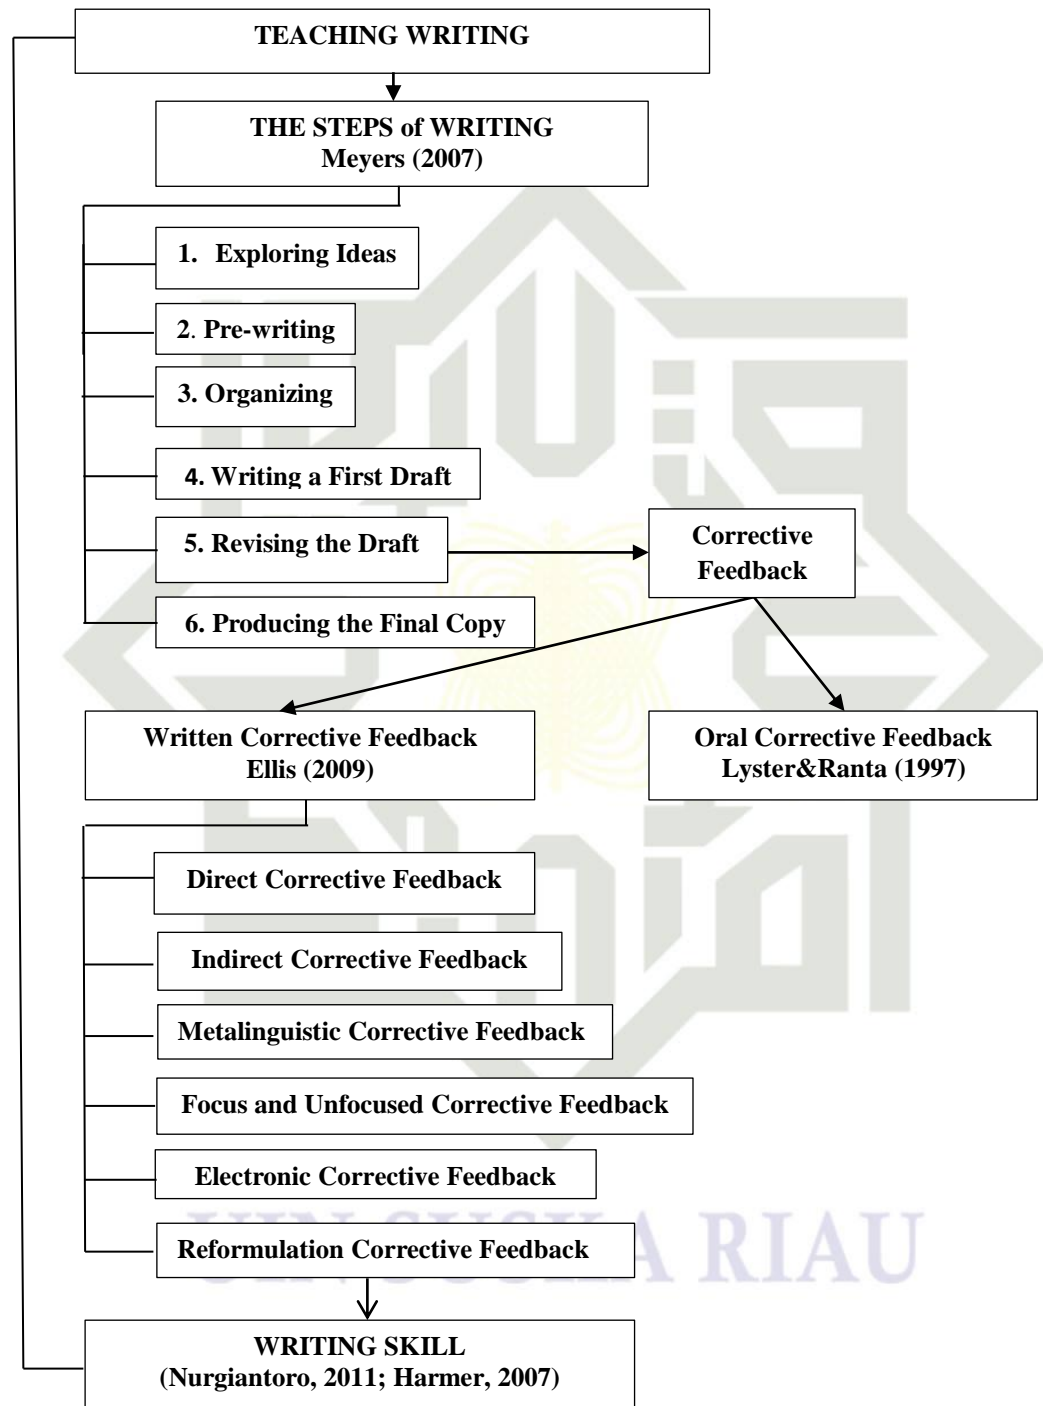 TEACHING WRITING
THE STEPS of WRITING
Meyers (2007)
1. Exploring Ideas
2. Pre-writing
3. Organizing
4. Writing a First Draft
5. Revising the Draft
Corrective
Feedback
6. Producing the Final Copy
Written Corrective Feedback
Ellis (2009)
Oral Corrective Feedback
Lyster&Ranta (1997)
Direct Corrective Feedback
Indirect Corrective Feedback
Metalinguistic Corrective Feedback
Focus and Unfocused Corrective Feedback
Electronic Corrective Feedback
Reformulation Corrective Feedback
UIN SUSKA RIAU
WRITING SKILL
(Nurgiantoro, 2011; Harmer, 2007)